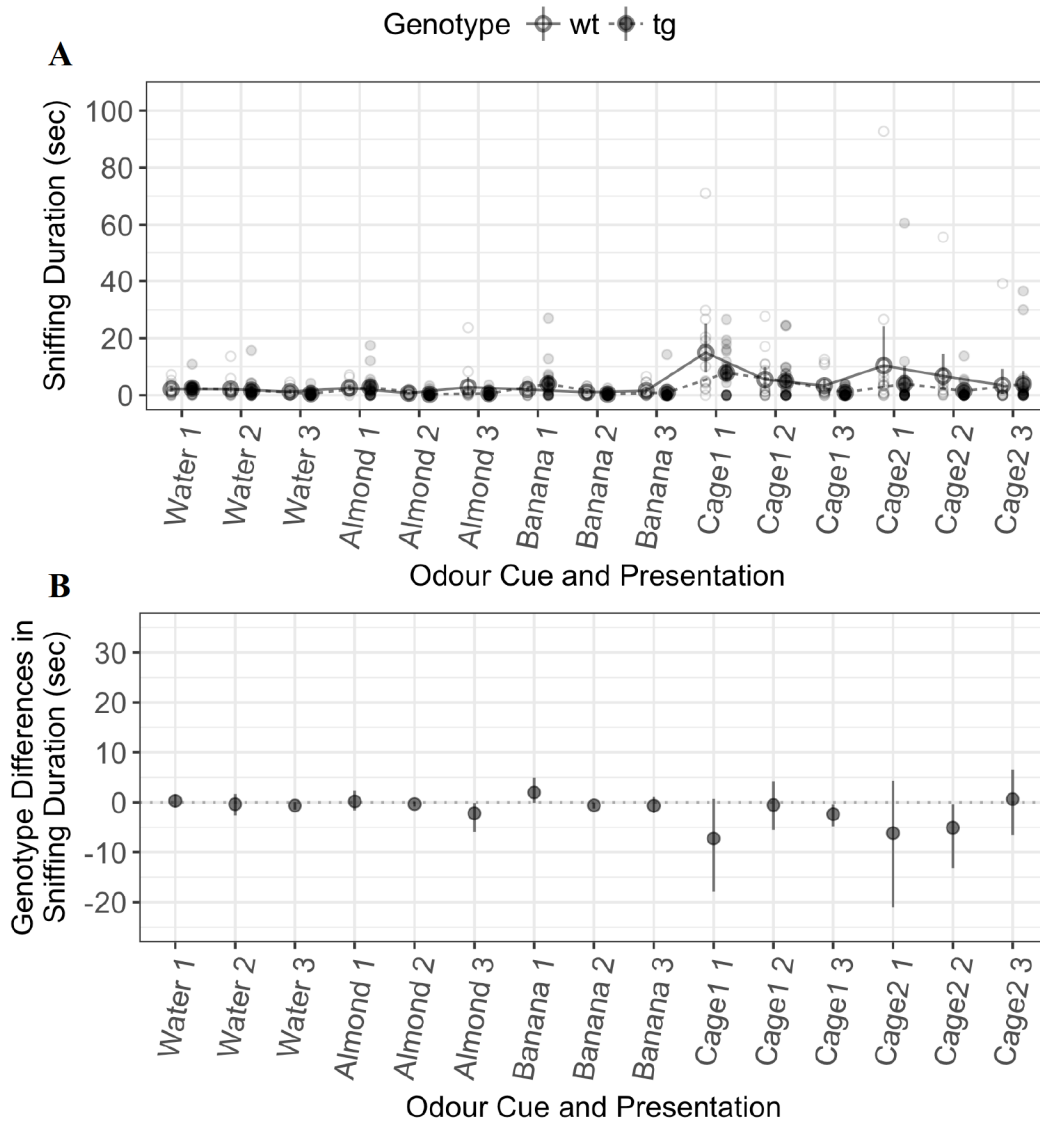 Genotype wt tg
A
Sniffing Duration (sec)
100
80
60
40
20
0
Water 1
Water 2
Water 3
Almond 1
Almond 2
Almond 3
Banana 1
Banana 2
Banana 3
Cage1 1
Cage1 2
Cage1 3
Cage2 1
Cage2 2
Cage2 3
Odour Cue and Presentation
B
Genotype Differences in
Sniffing Duration (sec)
30
20
10
0
-10
-20
Water 1
Water 2
Water 3
Almond 1
Almond 2
Almond 3
Banana 1
Banana 2
Banana 3
Cage1 1
Cage1 2
Cage1 3
Cage2 1
Cage2 2
Cage2 3
Odour Cue and Presentation